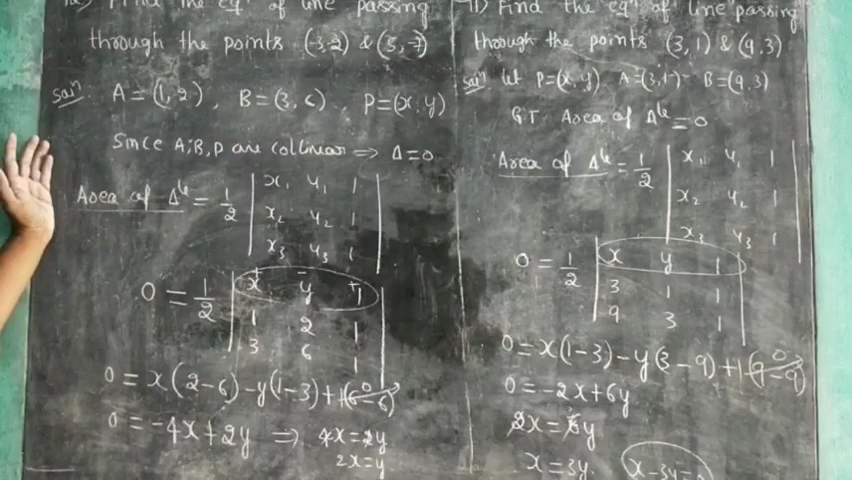 Find the eqn of line passing
through the points (-3,2) & (5,-7)
soln: A=(1,2), B=(3,6), P=(x,y)
Since A,B,P are collinear ⇒ Δ=0
Area of Δle = 1/2 | x1 y1 1
x2 y2 1
x3 y3 1 |
0 = 1/2 | x+ y- 1+
1 2 1
3 6 1 |
0 = x(2-6) -y(1-3) + 1(6-6) 0
0 = -4x+2y ⇒ 4x=2y
2x=y
11) Find the eqn of line passing
through the points (3,1) & (9,3)
soln: let P=(x,y) A=(3,1) B=(9,3)
GT Area of Δle = 0
Area of Δle = 1/2 | x1 y1 1
x2 y2 1
x3 y3 1 |
0 = 1/2 | x y 1
3 1 1
9 3 1 |
0 = x(1-3) -y(3-9) +1(9-9) 0
0 = -2x+6y
2x=6y
x=3y. x-3y=